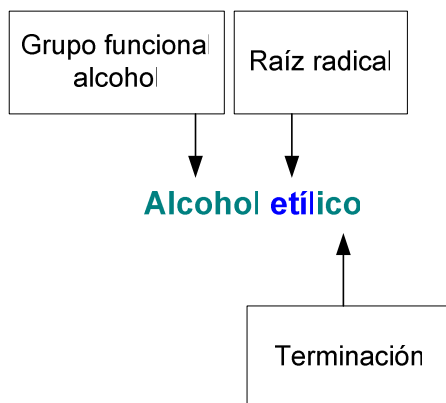 Grupo funcional
alcohol
Raíz radical
Alcohol etílico
Terminación